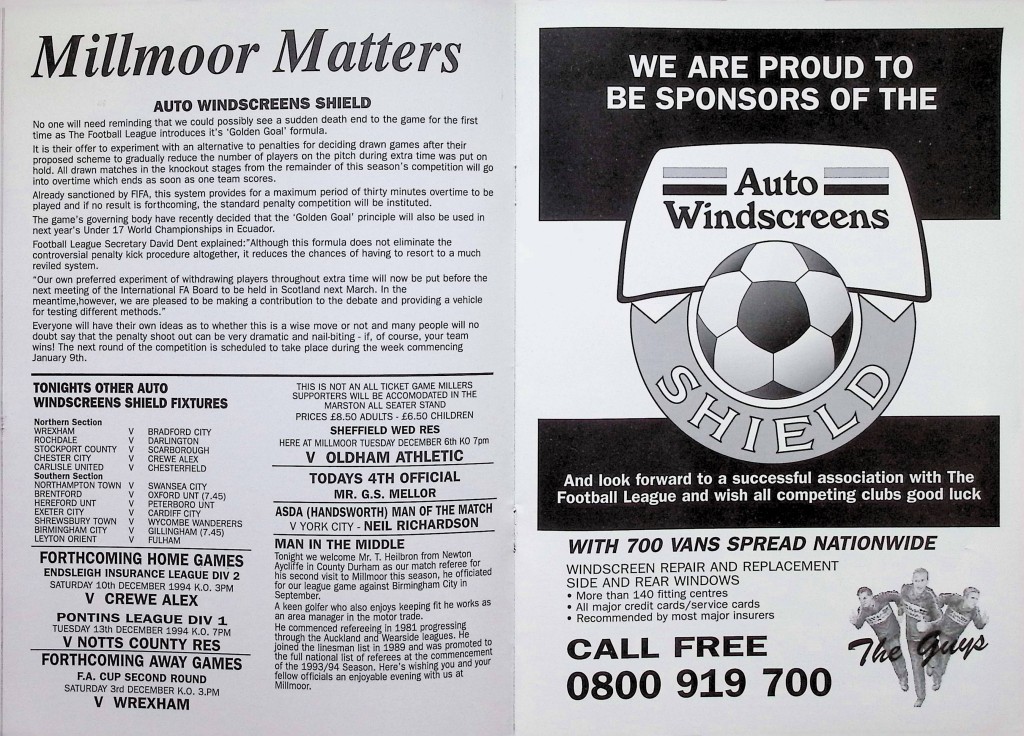 Millmoor Matters
AUTO WINDSCREENS SHIELD
No one will need reminding that we could possibly see a sudden death end to the game for the first
time as The Football League introduces it's 'Golden Goal' formula.
It is their offer to experiment with an alternative to penalties for deciding drawn games after their
proposed scheme to gradually reduce the number of players on the pitch during extra time was put on
hold. All drawn matches in the knockout stages from the remainder of this season's competition will go
into overtime which ends as soon as one team scores.
Already sanctioned by FIFA, this system provides for a maximum period of thirty minutes overtime to be
played and if no result is forthcoming, the standard penalty competition will be instituted.
The game's governing body have recently decided that the 'Golden Goal' principle will also be used in
next year's Under 17 World Championships in Ecuador.
Football League Secretary David Dent explained:"Although this formula does not eliminate the
controversial penalty kick procedure altogether, it reduces the chances of having to resort to a much
reviled system.
"Our own preferred experiment of withdrawing players throughout extra time will now be put before the
next meeting of the International FA Board to be held in Scotland next March. In the
meantime,however, we are pleased to be making a contribution to the debate and providing a vehicle
for testing different methods."
Everyone will have their own ideas as to whether this is a wise move or not and many people will no
doubt say that the penalty shoot out can be very dramatic and nail-biting - if, of course, your team
wins! The next round of the competition is scheduled to take place during the week commencing
January 9th.
TONIGHTS OTHER AUTO
WINDSCREENS SHIELD FIXTURES
Northern Section
WREXHAM V BRADFORD CITY
ROCHDALE V DARLINGTON
STOCKPORT COUNTY V SCARBOROUGH
CHESTER CITY V CREWE ALEX
CARLISLE UNITED V CHESTERFIELD
Southern Section
NORTHAMPTON TOWN V SWANSEA CITY
BRENTFORD V OXFORD UNT (7.45)
HEREFORD UNT V PETERBORO UNT
EXETER CITY V CARDIFF CITY
SHREWSBURY TOWN V WYCOMBE WANDERERS
BIRMINGHAM CITY V GILLINGHAM (7.45)
LEYTON ORIENT V FULHAM
FORTHCOMING HOME GAMES
ENDSLEIGH INSURANCE LEAGUE DIV 2
SATURDAY 10th DECEMBER 1994 K.O. 3PM
V CREWE ALEX
PONTINS LEAGUE DIV 1
TUESDAY 13th DECEMBER 1994 K.O. 7PM
V NOTTS COUNTY RES
FORTHCOMING AWAY GAMES
F.A. CUP SECOND ROUND
SATURDAY 3rd DECEMBER K.O. 3.PM
V WREXHAM
THIS IS NOT AN ALL TICKET GAME MILLERS
SUPPORTERS WILL BE ACCOMODATED IN THE
MARSTON ALL SEATER STAND
PRICES £8.50 ADULTS - £6.50 CHILDREN
SHEFFIELD WED RES
HERE AT MILLMOOR TUESDAY DECEMBER 6th KO 7pm
V OLDHAM ATHLETIC
TODAYS 4TH OFFICIAL
MR. G.S. MELLOR
ASDA (HANDSWORTH) MAN OF THE MATCH
V YORK CITY - NEIL RICHARDSON
MAN IN THE MIDDLE
Tonight we welcome Mr. T. Heilbron from Newton
Aycliffe in County Durham as our match referee for
his second visit to Millmoor this season, he officiated
for our league game against Birmingham City in
September.
A keen golfer who also enjoys keeping fit he works as
an area manager in the motor trade.
He commenced refereeing in 1981 progressing
through the Auckland and Wearside leagues. He
joined the linesman list in 1989 and was promoted to
the full national list of referees at the commencement
of the 1993/94 Season. Here's wishing you and your
fellow officials an enjoyable evening with us at
Millmoor.
WE ARE PROUD TO
BE SPONSORS OF THE
Auto
Windscreens
SHIELD
And look forward to a successful association with The
Football League and wish all competing clubs good luck
WITH 700 VANS SPREAD NATIONWIDE
WINDSCREEN REPAIR AND REPLACEMENT
SIDE AND REAR WINDOWS
• More than 140 fitting centres
• All major credit cards/service cards
• Recommended by most major insurers
CALL FREE
0800 919 700
The Guys